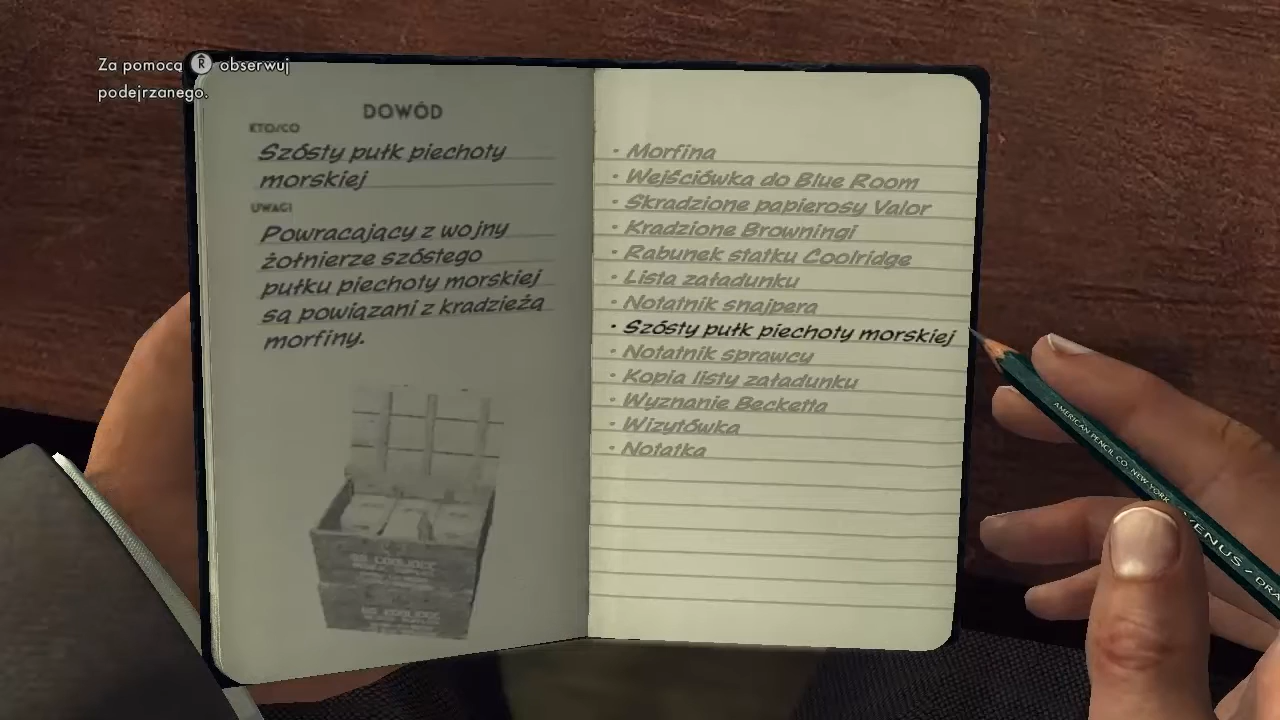 Za pomocą R obserwuj
podejrzanego.
DOWÓD
KTO/CO
Szósty pułk piechoty
morskiej
UWAGI
Powracający z wojny
żołnierze szóstego
pułku piechoty morskiej
są powiązani z kradzieżą
morfiny.
• Morfina
• Wejściówka do Blue Room
• Skradzione papierosy Valor
• Kradzione Browningi
• Rabunek statku Coolridge
• Lista załadunku
• Notatnik snajpera
• Szósty pułk piechoty morskiej
• Notatnik sprawcy
• Kopia listy załadunku
• Wyznanie Becketta
• Wizytówka
• Notatka
AMERICAN PENCIL CO. NEW YORK
VENUS/DRA